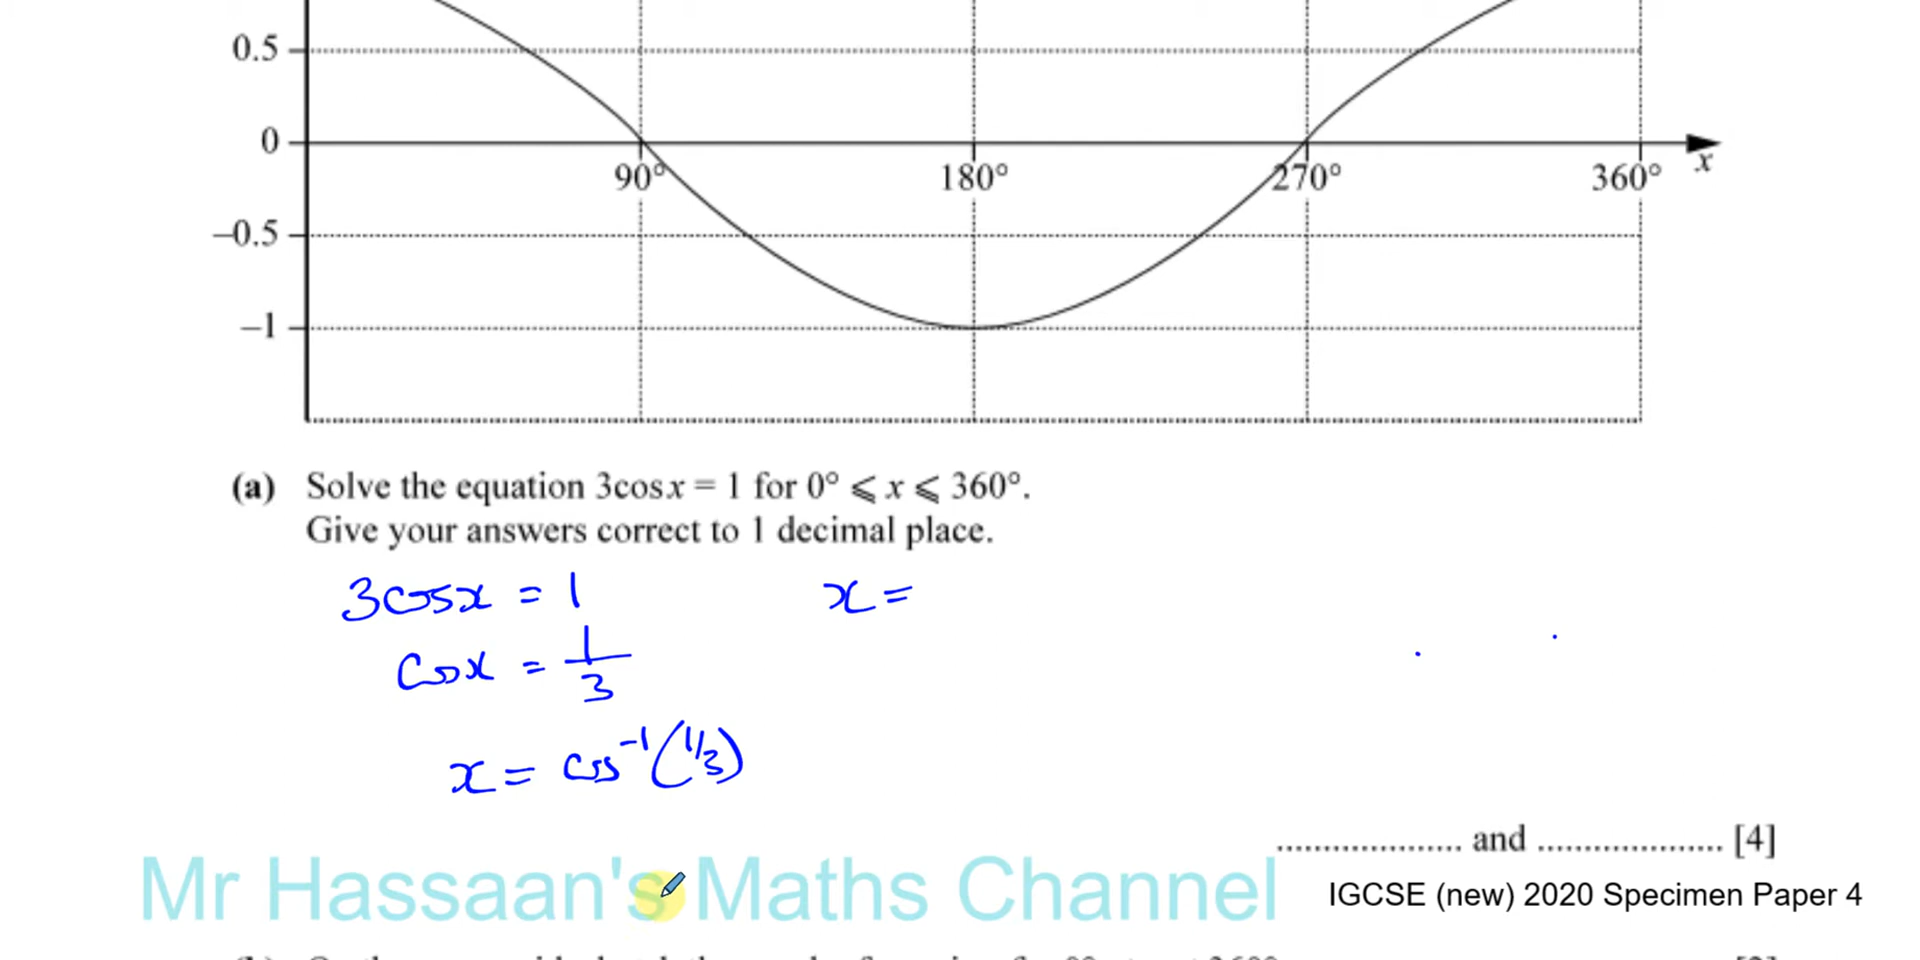 0.5
0
90° 180° 270° 360° x
–0.5
–1
(a) Solve the equation 3cosx = 1 for 0° ⩽ x ⩽ 360°.
Give your answers correct to 1 decimal place.
3cosx = 1 x =
cosx = 1/3
x = cos⁻¹(1/3)
.................... and .................... [4]
Mr Hassaan's Maths Channel
IGCSE (new) 2020 Specimen Paper 4